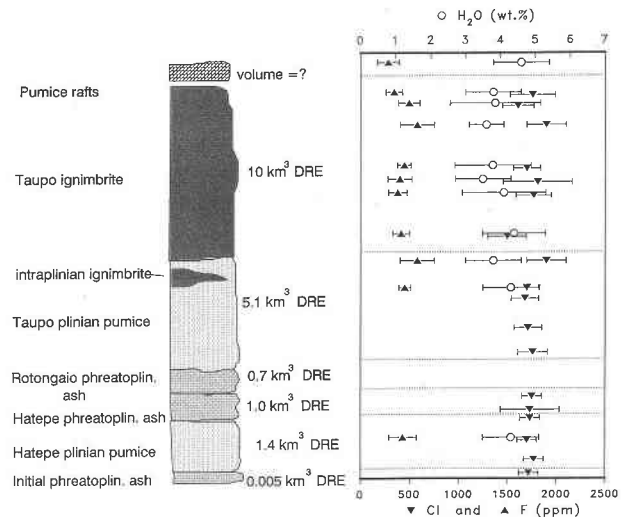 ○ H₂O (wt.%)
0 1 2 3 4 5 6 7
volume =?
Pumice rafts
Taupo ignimbrite
10 km³ DRE
intraplinian ignimbrite
5.1 km³ DRE
Taupo plinian pumice
Rotongaio phreatoplin, ash
0.7 km³ DRE
1.0 km³ DRE
Hatepe phreatoplin, ash
1.4 km³ DRE
Hatepe plinian pumice
Initial phreatoplin, ash
0.005 km³ DRE
0 500 1000 1500 2000 2500
▼ Cl and ▲ F (ppm)